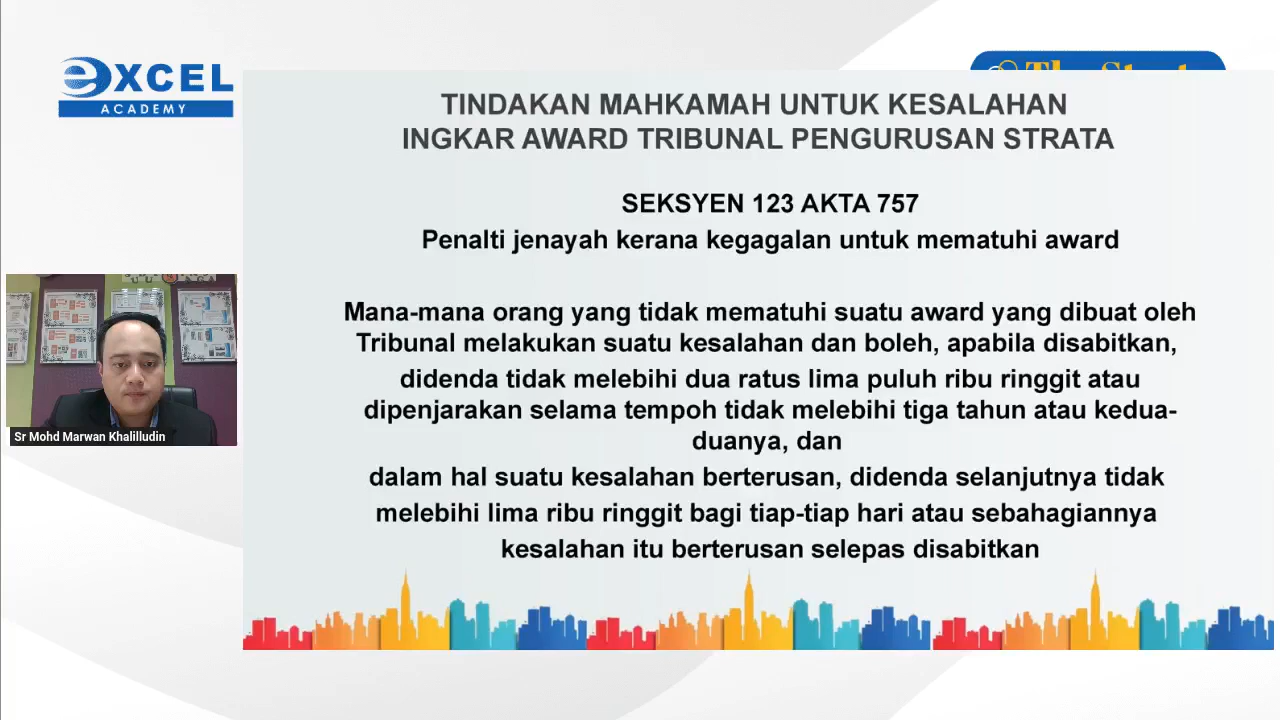 eXCEL
ACADEMY
TINDAKAN MAHKAMAH UNTUK KESALAHAN
INGKAR AWARD TRIBUNAL PENGURUSAN STRATA
SEKSYEN 123 AKTA 757
Penalti jenayah kerana kegagalan untuk mematuhi award
Mana-mana orang yang tidak mematuhi suatu award yang dibuat oleh
Tribunal melakukan suatu kesalahan dan boleh, apabila disabitkan,
didenda tidak melebihi dua ratus lima puluh ribu ringgit atau
dipenjarakan selama tempoh tidak melebihi tiga tahun atau kedua-
duanya, dan
dalam hal suatu kesalahan berterusan, didenda selanjutnya tidak
melebihi lima ribu ringgit bagi tiap-tiap hari atau sebahagiannya
kesalahan itu berterusan selepas disabitkan
Sr Mohd Marwan Khalilludin